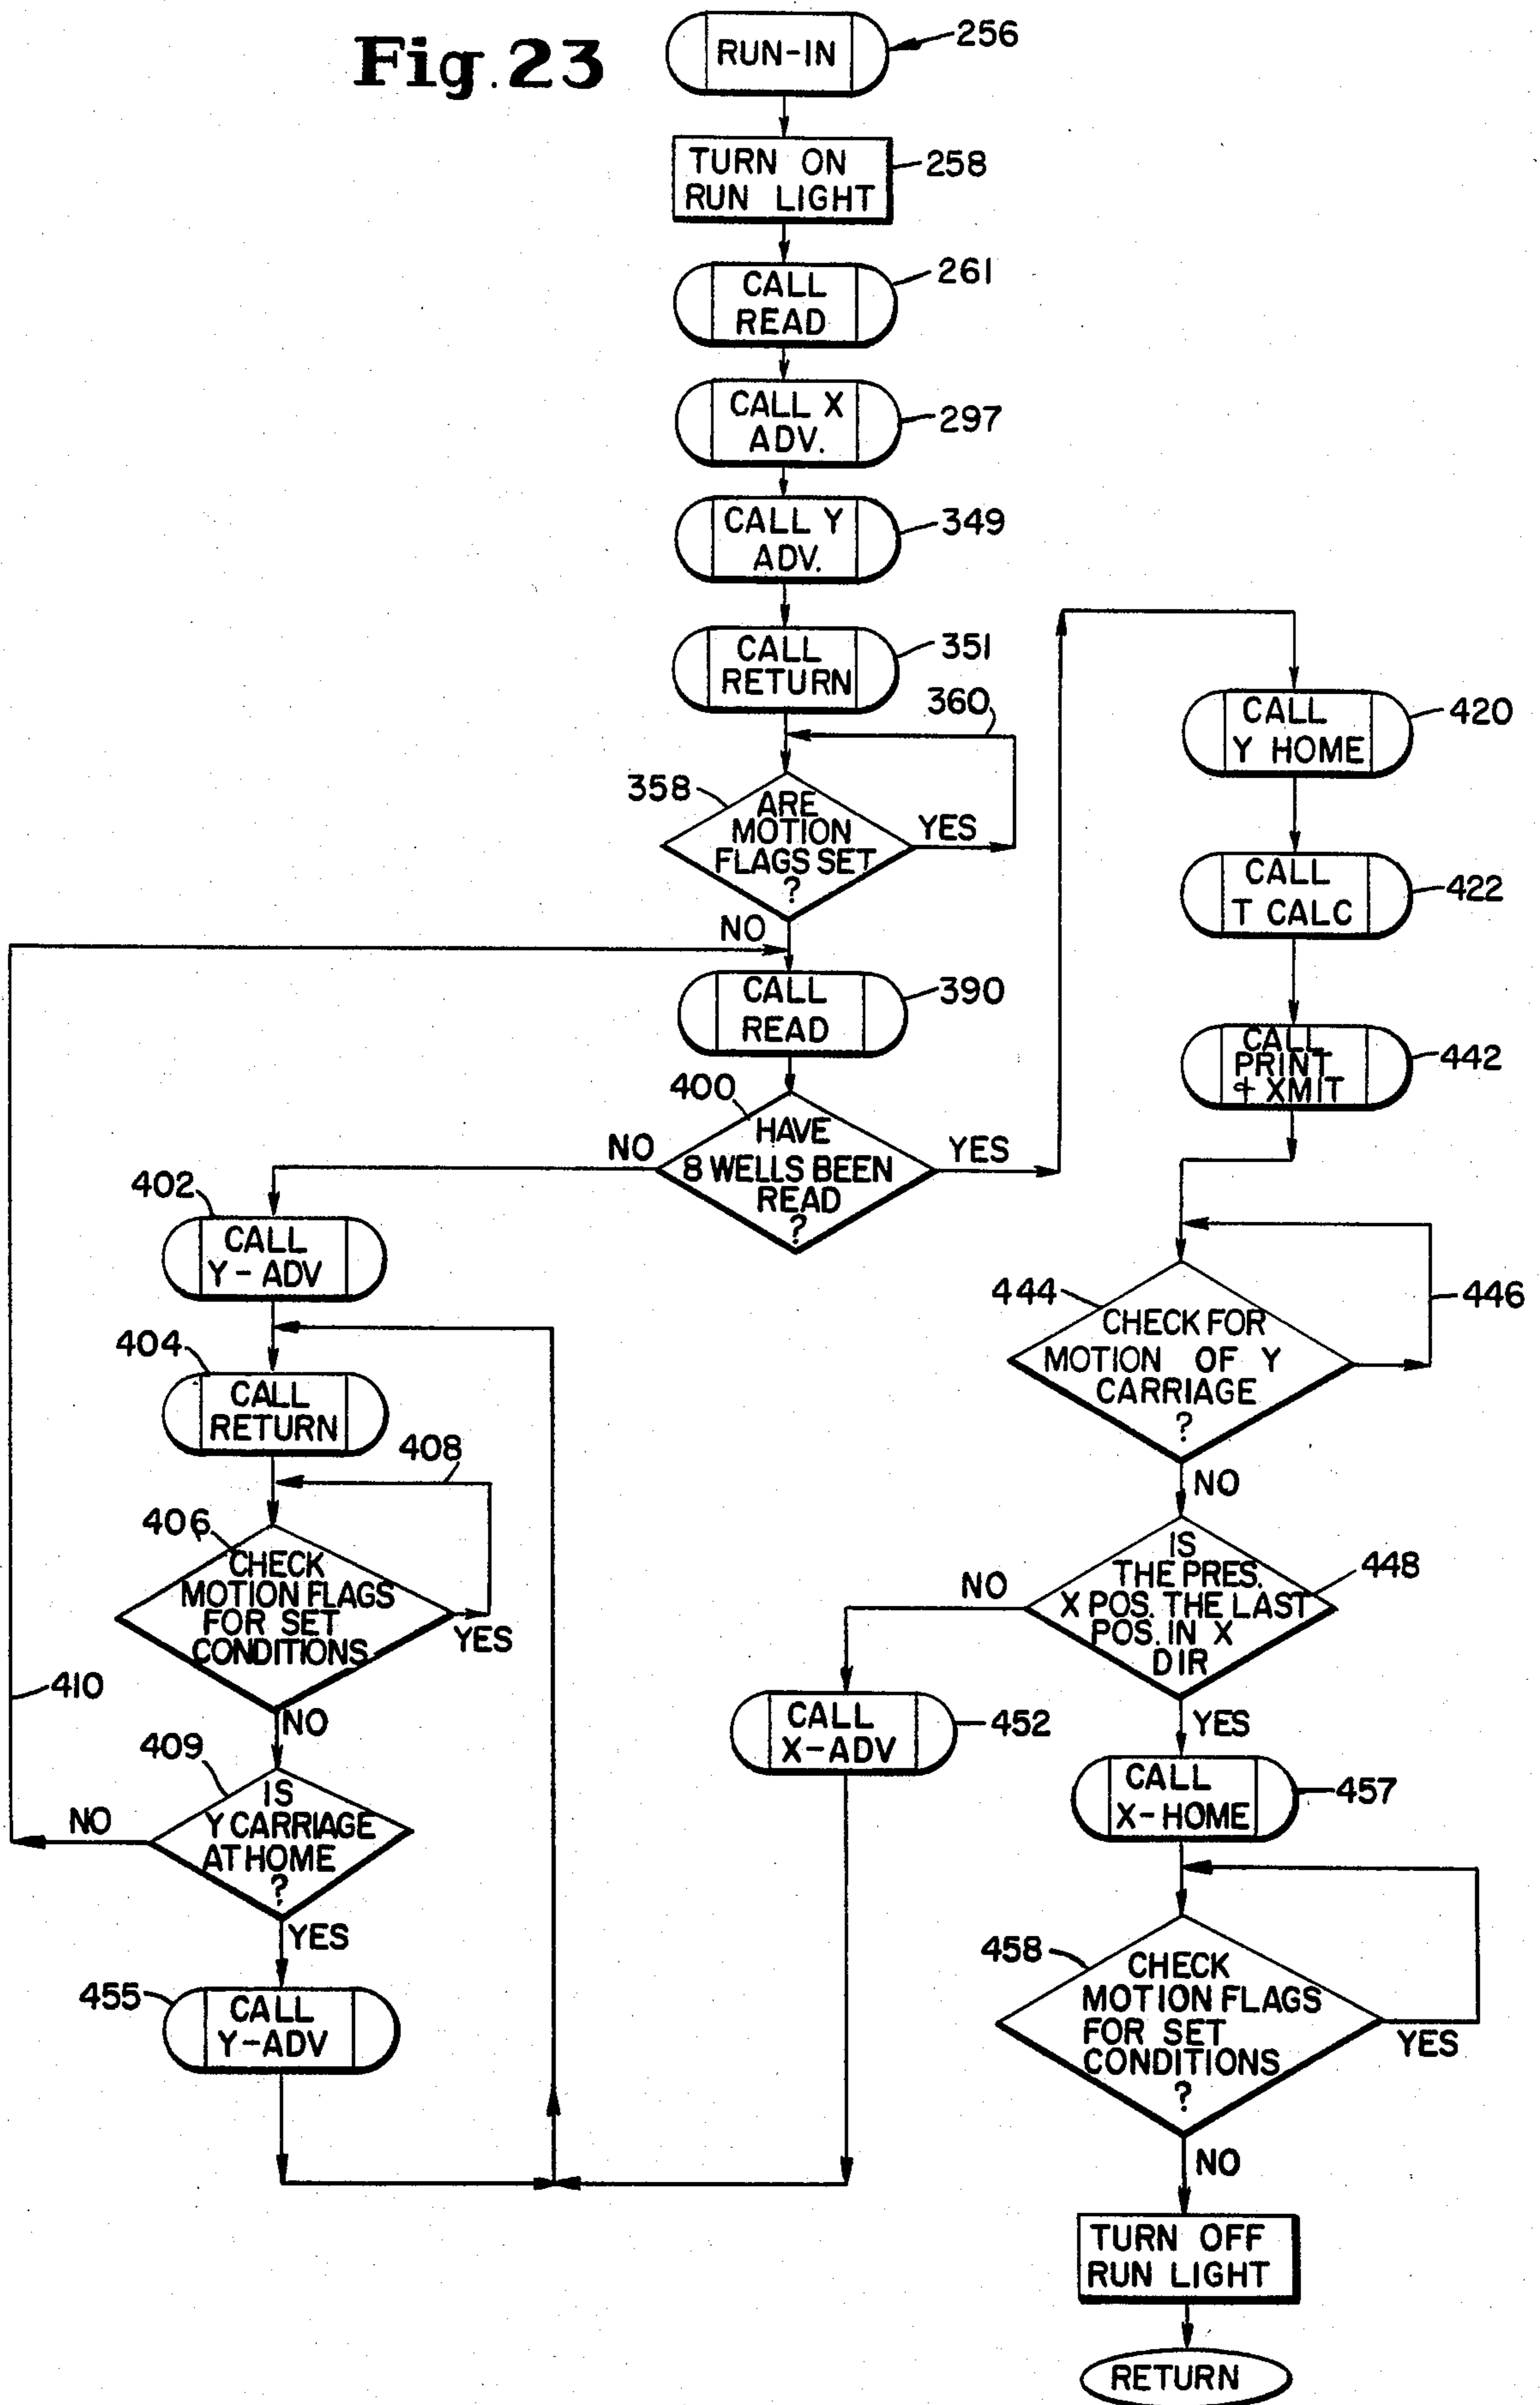 Fig. 23
RUN-IN
256
TURN ON
RUN LIGHT
258
CALL
READ
261
CALL X
ADV.
297
CALL Y
ADV.
349
CALL
RETURN
351
360
358
ARE
MOTION
FLAGS SET
?
YES
NO
CALL
READ
390
400
HAVE
8 WELLS BEEN
READ
?
NO
YES
402
CALL
Y-ADV
404
CALL
RETURN
408
406
CHECK
MOTION FLAGS
FOR SET
CONDITIONS
YES
NO
410
409
IS
Y CARRIAGE
AT HOME
?
NO
YES
455
CALL
Y-ADV
CALL
Y HOME
420
CALL
T CALC
422
CALL
PRINT
& XMIT
442
444
CHECK FOR
MOTION OF Y
CARRIAGE
?
446
NO
IS
THE PRES.
X POS. THE LAST
POS. IN X
DIR
448
NO
YES
CALL
X-ADV
452
CALL
X-HOME
457
458
CHECK
MOTION FLAGS
FOR SET
CONDITIONS
?
YES
NO
TURN OFF
RUN LIGHT
RETURN